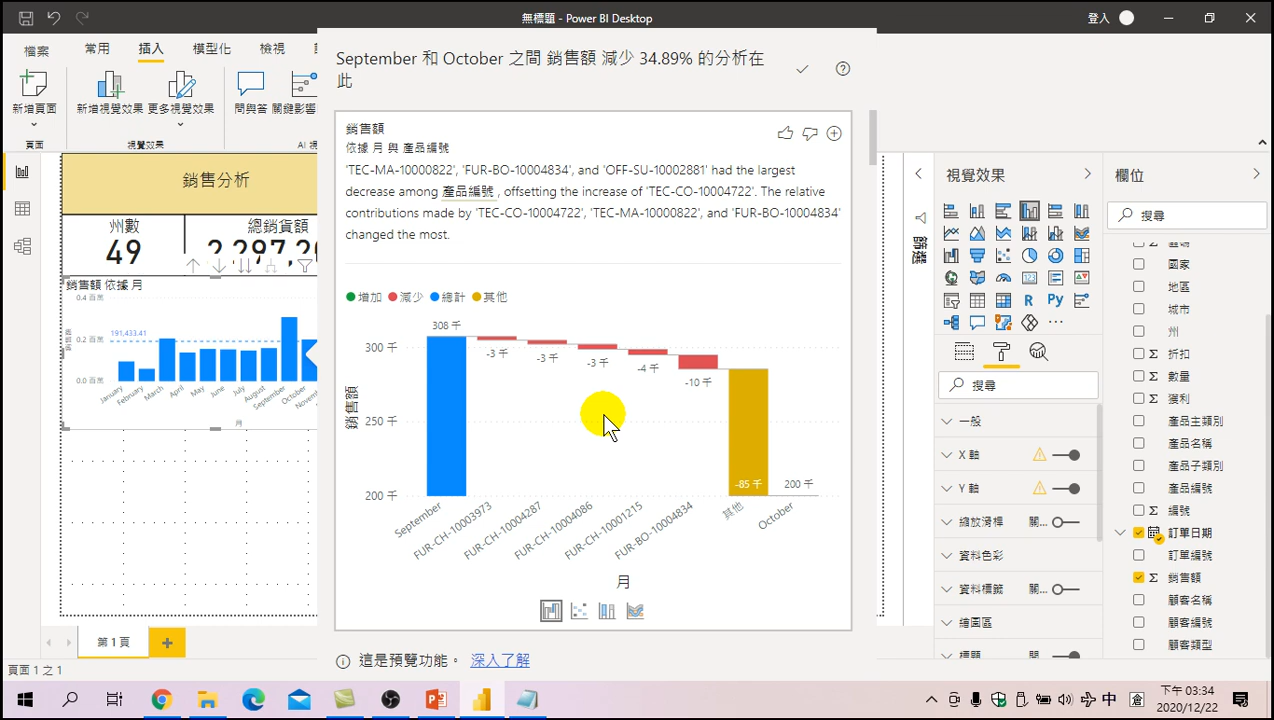 無標題 - Power BI Desktop
登入
檔案
常用
插入
模型化
檢視
新增頁面
新增視覺效果
更多視覺效果
問與答
關鍵影響
頁面
視覺效果
AI 視
September 和 October 之間 銷售額 減少 34.89% 的分析在
此
銷售額
依據 月 與 產品編號
'TEC-MA-10000822', 'FUR-BO-10004834', and 'OFF-SU-10002881' had the largest
decrease among 產品編號 , offsetting the increase of 'TEC-CO-10004722'. The relative
contributions made by 'TEC-CO-10004722', 'TEC-MA-10000822', and 'FUR-BO-10004834'
changed the most.
增加 減少 總計 其他
308 千
300 千
-3 千
-3 千
-3 千
-4 千
-10 千
250 千
銷售額
-85 千
200 千
200 千
September
FUR-CH-10003973
FUR-CH-10004287
FUR-CH-10004086
FUR-CH-10001215
FUR-BO-10004834
其他
October
月
這是預覽功能。 深入了解
銷售分析
州數
49
總銷貨額
2,297,20
銷售額 依據 月
0.4 百萬
191,433.41
0.2 百萬
0.0 百萬
January
February
March
April
May
June
July
August
September
October
月
第 1 頁
頁面 1 之 1
篩選
視覺效果
搜尋
一般
X 軸
Y 軸
縮放滑桿 關...
資料色彩
資料標籤 關...
繪圖區
標題 開...
欄位
搜尋
國家
地區
城市
州
折扣
數量
獲利
產品主類別
產品名稱
產品子類別
產品編號
編號
訂單日期
訂單編號
銷售額
顧客名稱
顧客編號
顧客類型
中
倉
下午 03:34
2020/12/22